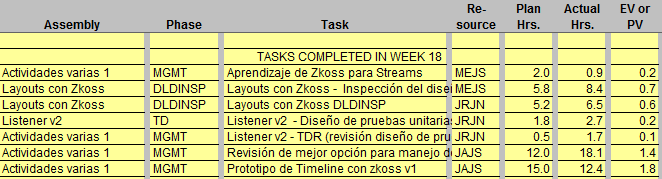 Assembly Phase Task Re-source Plan Hrs. Actual Hrs. EV or PV
TASKS COMPLETED IN WEEK 18
Actividades varias 1 MGMT Aprendizaje de Zkoss para Streams MEJS 2.0 0.9 0.2
Layouts con Zkoss DLDINSP Layouts con Zkoss - Inspección del dise MEJS 5.8 8.4 0.7
Layouts con Zkoss DLDINSP Layouts con Zkoss DLDINSP JRJN 5.2 6.5 0.6
Listener v2 TD Listener v2 - Diseño de pruebas unitaria JRJN 1.8 2.7 0.2
Actividades varias 1 MGMT Listener v2 - TDR (revisión diseño de pru JRJN 0.5 1.7 0.1
Actividades varias 1 MGMT Revisión de mejor opción para manejo d JAJS 12.0 18.1 1.4
Actividades varias 1 MGMT Prototipo de Timeline con zkoss v1 JAJS 15.0 12.4 1.8